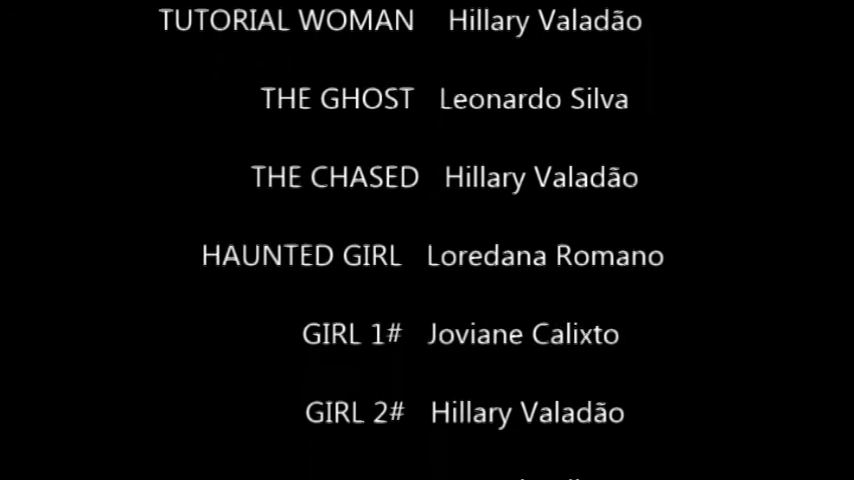 TUTORIAL WOMAN Hillary Valadão
THE GHOST Leonardo Silva
THE CHASED Hillary Valadão
HAUNTED GIRL Loredana Romano
GIRL 1# Joviane Calixto
GIRL 2# Hillary Valadão